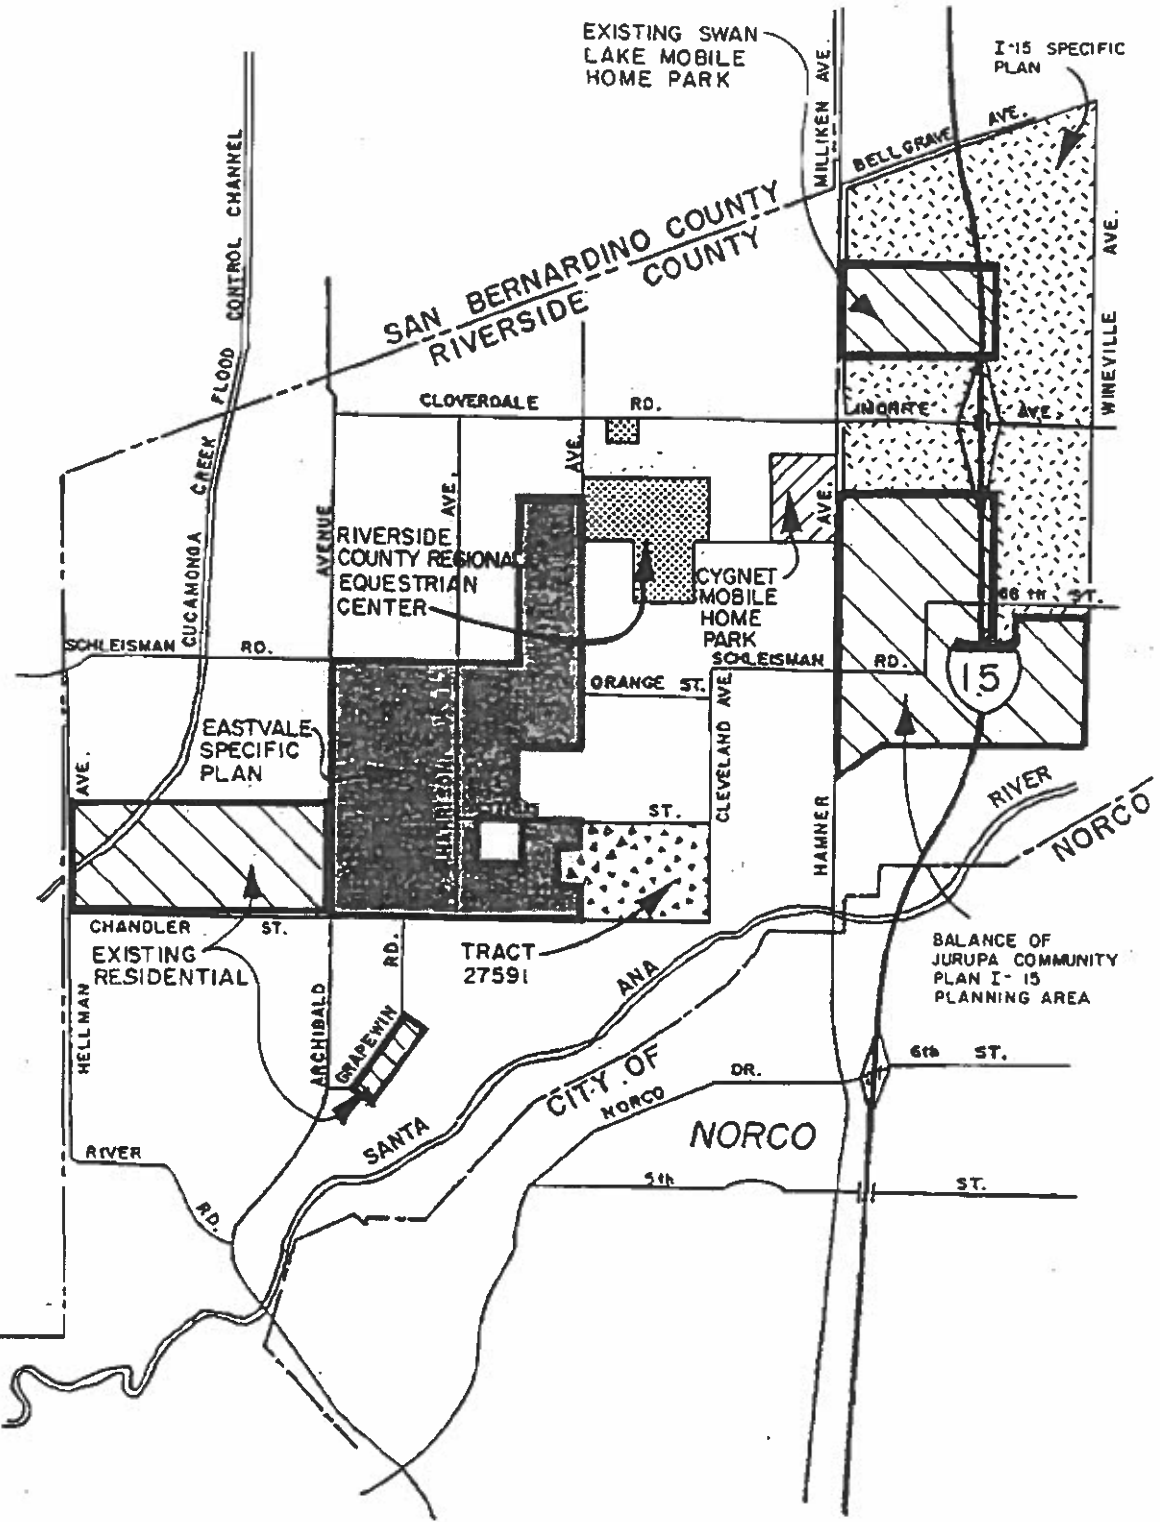 EXISTING SWAN
LAKE MOBILE
HOME PARK
MILLIKEN AVE.
I-15 SPECIFIC
PLAN
BELLGRAVE AVE.
CUCAMONGA CREEK FLOOD CONTROL CHANNEL
SAN BERNARDINO COUNTY
RIVERSIDE COUNTY
WINEVILLE AVE.
CLOVERDALE RD.
AVE.
AVE.
AVENUE
AVE.
RIVERSIDE
COUNTY REGIONAL
EQUESTRIAN
CENTER
CYGNET
MOBILE
HOME
PARK
68 th. ST.
SCHLEISMAN RD.
SCHLEISMAN RD.
ORANGE ST.
15
EASTVALE
SPECIFIC
PLAN
AVE.
HARRISON
CLEVELAND AVE.
ST.
HAMNER
RIVER
NORCO
CHANDLER ST.
EXISTING
RESIDENTIAL
RD.
TRACT
27591
BALANCE OF
JURUPA COMMUNITY
PLAN I- 15
PLANNING AREA
HELLMAN
ARCHIBALD
GRAPEWIN
ANA
SANTA
CITY OF
NORCO
DR.
6th ST.
NORCO
RIVER
RD.
5th
ST.